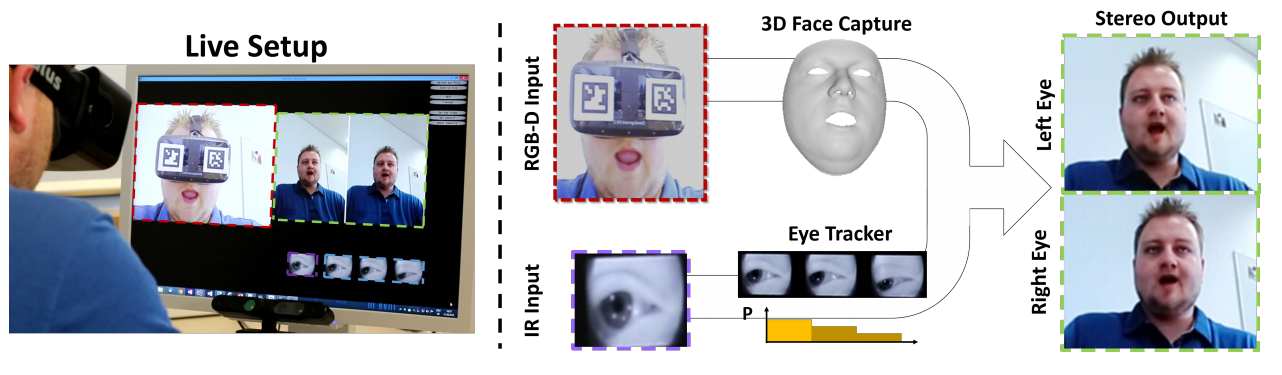 Live Setup
RGB-D Input
3D Face Capture
Stereo Output
Left Eye
IR Input
Eye Tracker
P
Right Eye